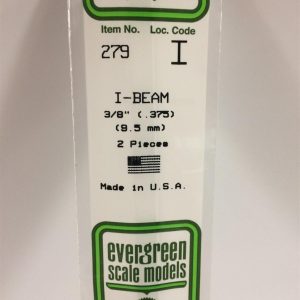 Item No. Loc. Code
279 I
I-BEAM
3/8" (.375)
(9.5 mm)
2 Pieces
Made in U.S.A.
evergreen
scale models